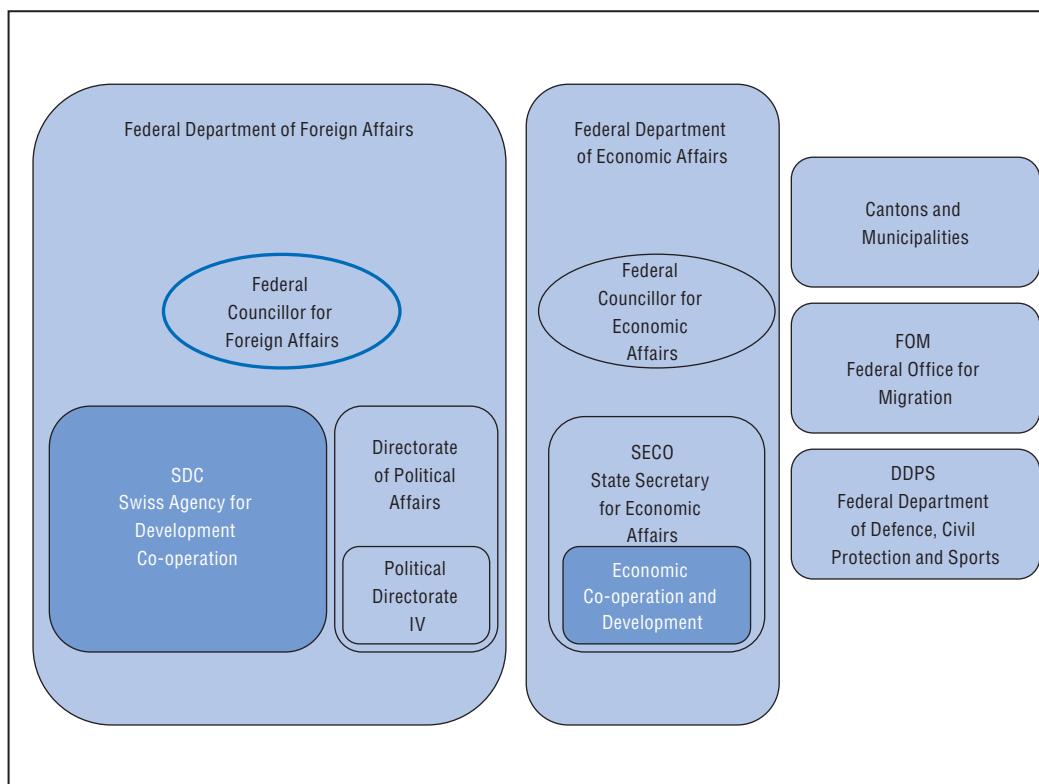 Federal Department of Foreign Affairs
Federal
Councillor for
Foreign Affairs
SDC
Swiss Agency for
Development
Co-operation
Directorate
of Political
Affairs
Political
Directorate
IV
Federal Department
of Economic Affairs
Federal
Councillor for
Economic
Affairs
SECO
State Secretary
for Economic
Affairs
Economic
Co-operation and
Development
Cantons and
Municipalities
FOM
Federal Office for
Migration
DDPS
Federal Department
of Defence, Civil
Protection and Sports